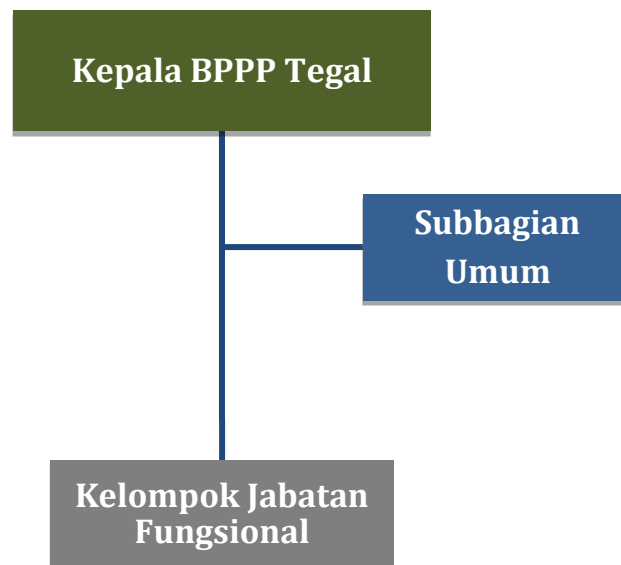 Kepala BPPP Tegal
Subbagian
Umum
Kelompok Jabatan
Fungsional